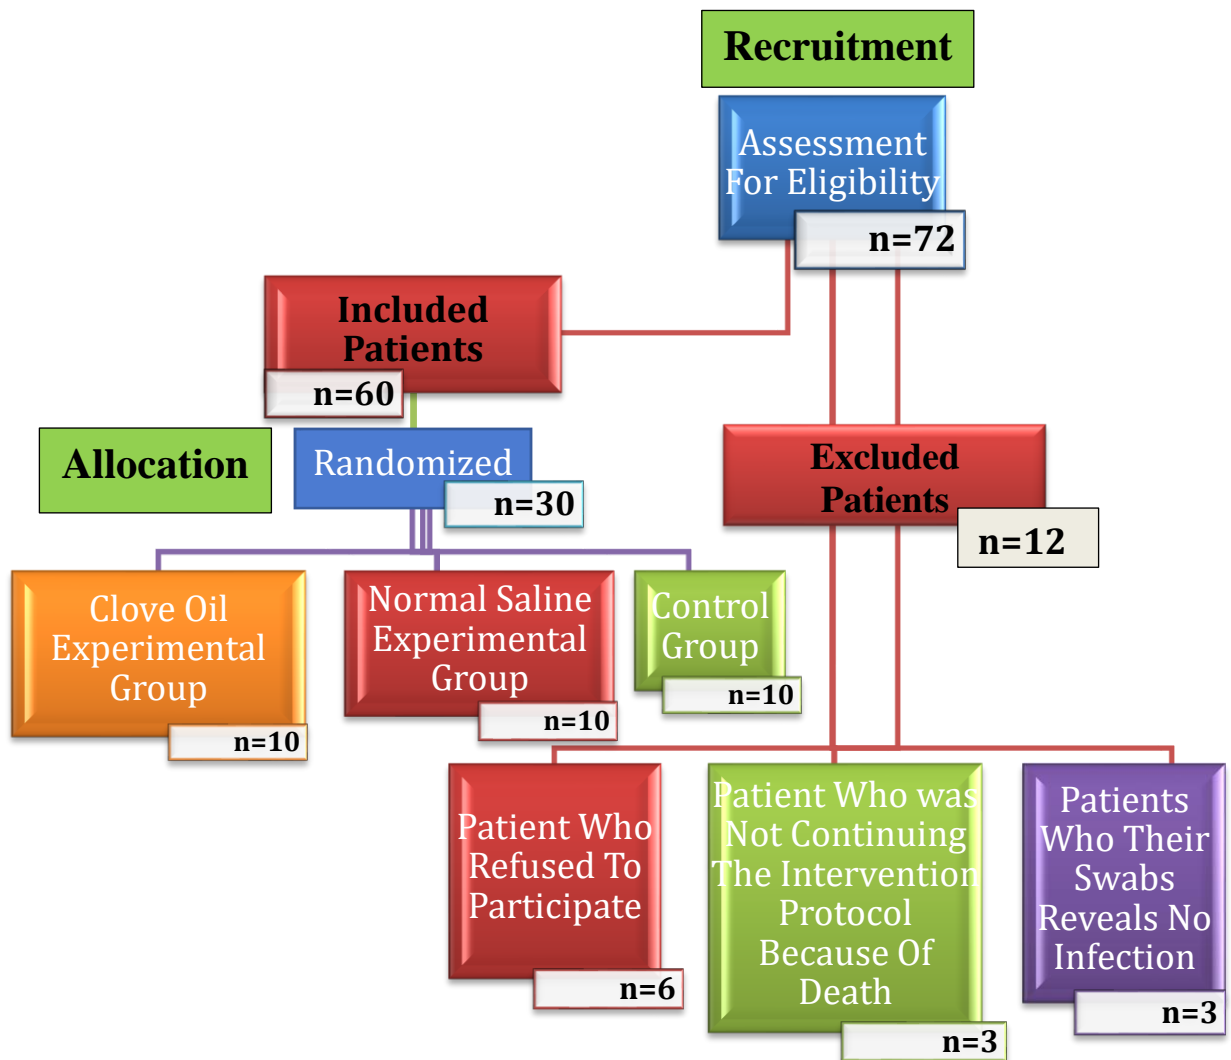 Recruitment
Assessment
For Eligibility
n=72
Included
Patients
n=60
Allocation
Randomized
n=30
Excluded
Patients
n=12
Clove Oil
Experimental
Group
n=10
Normal Saline
Experimental
Group
n=10
Control
Group
n=10
Patient Who
Refused To
Participate
n=6
Patient Who was
Not Continuing
The Intervention
Protocol
Because Of
Death
n=3
Patients
Who Their
Swabs
Reveals No
Infection
n=3